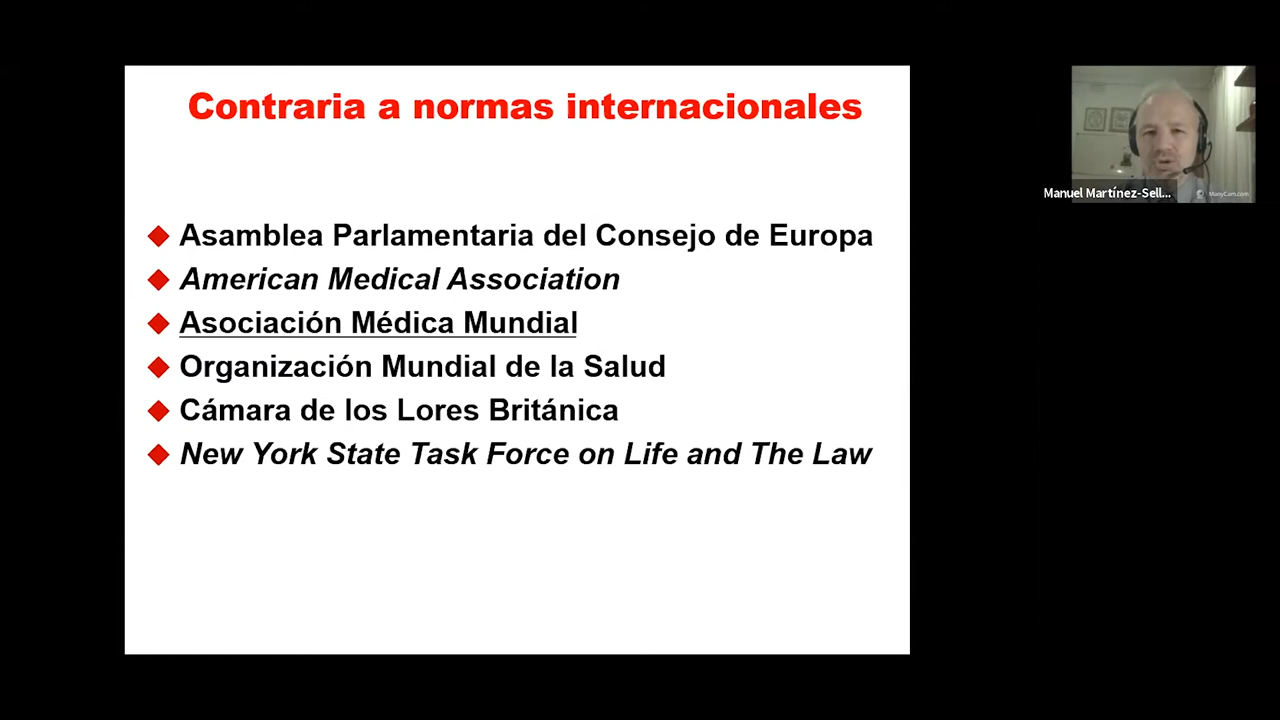 Contraria a normas internacionales
Asamblea Parlamentaria del Consejo de Europa
American Medical Association
Asociación Médica Mundial
Organización Mundial de la Salud
Cámara de los Lores Británica
New York State Task Force on Life and The Law
Manuel Martínez-Sell...
ManyCam.com